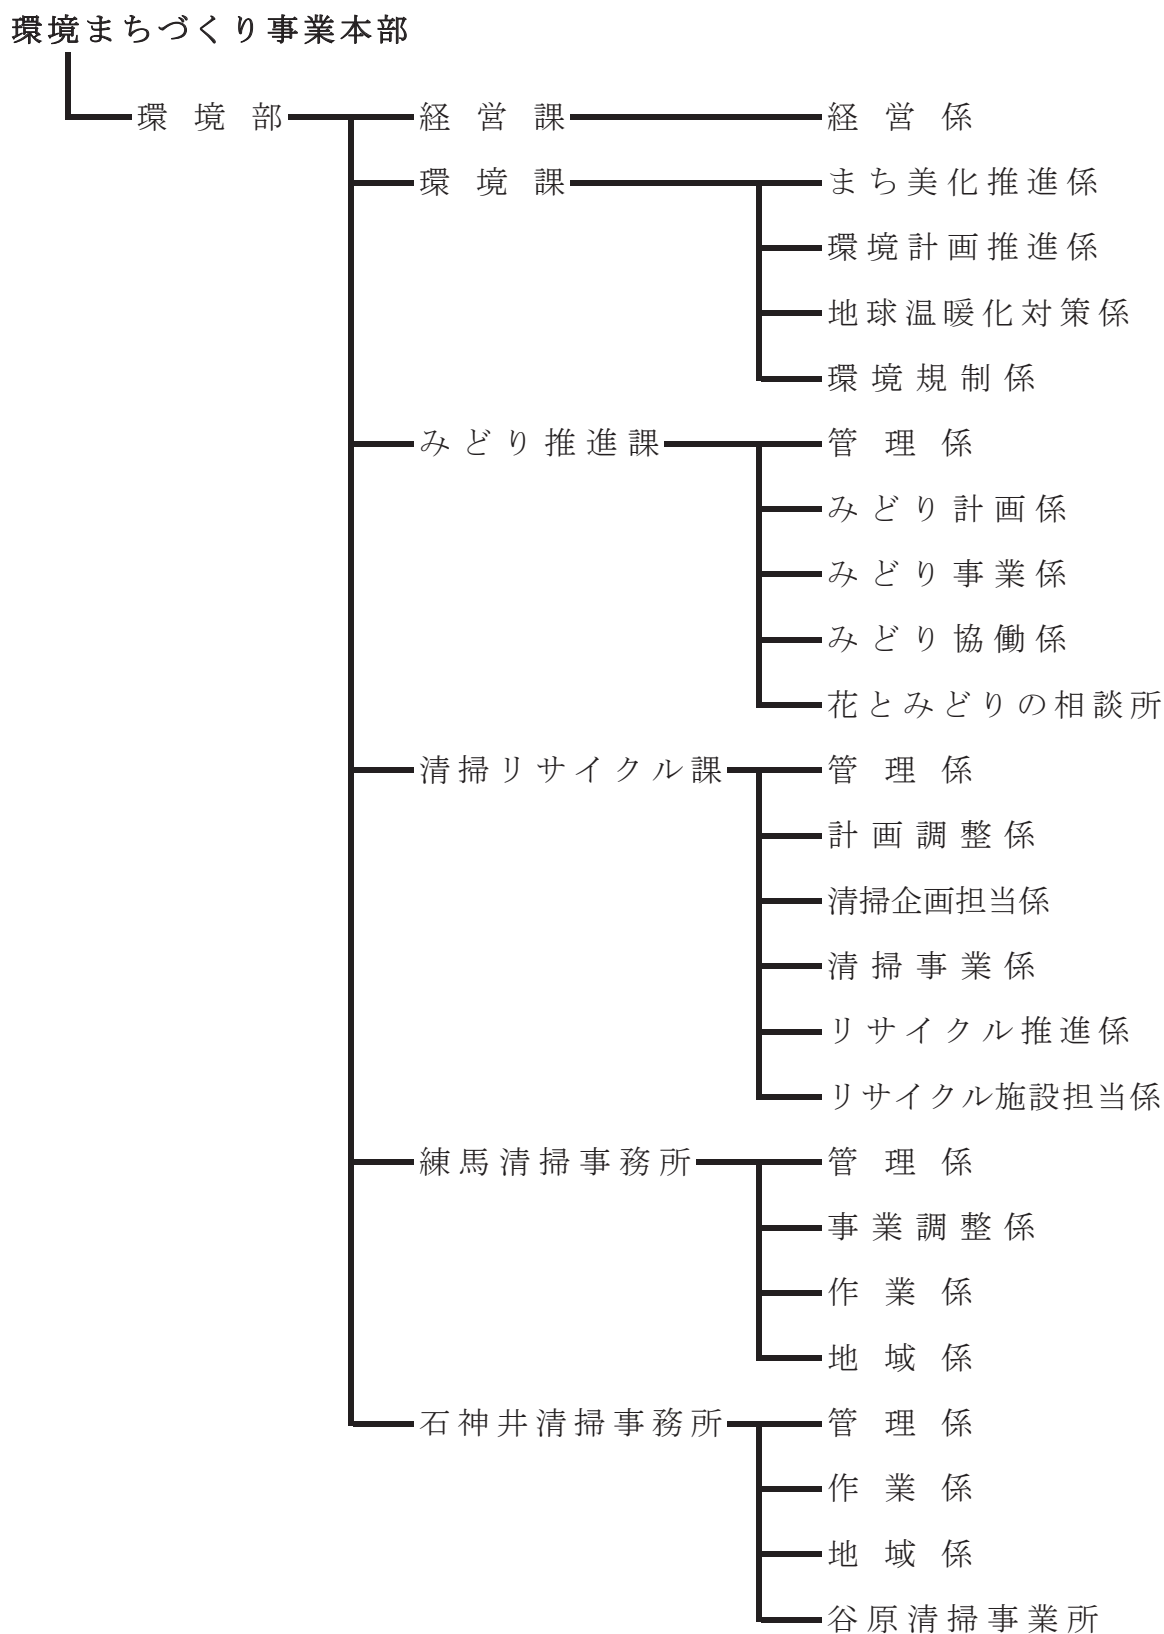 環境まちづくり事業本部
環境部 経営課 経営係
環境課 まち美化推進係
環境計画推進係
地球温暖化対策係
環境規制係
みどり推進課 管理係
みどり計画係
みどり事業係
みどり協働係
花とみどりの相談所
清掃リサイクル課 管理係
計画調整係
清掃企画担当係
清掃事業係
リサイクル推進係
リサイクル施設担当係
練馬清掃事務所 管理係
事業調整係
作業係
地域係
石神井清掃事務所 管理係
作業係
地域係
谷原清掃事業所